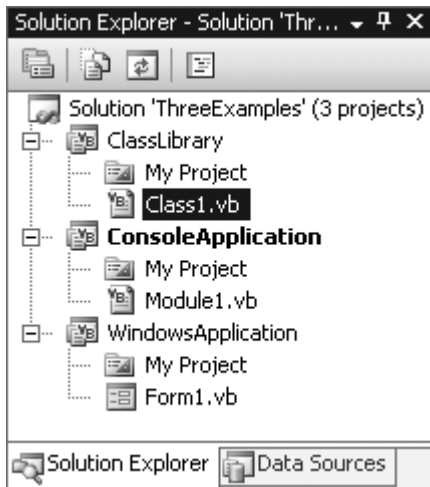 Solution Explorer - Solution 'Thr...
Solution 'ThreeExamples' (3 projects)
ClassLibrary
My Project
Class1.vb
ConsoleApplication
My Project
Module1.vb
WindowsApplication
My Project
Form1.vb
Solution Explorer Data Sources